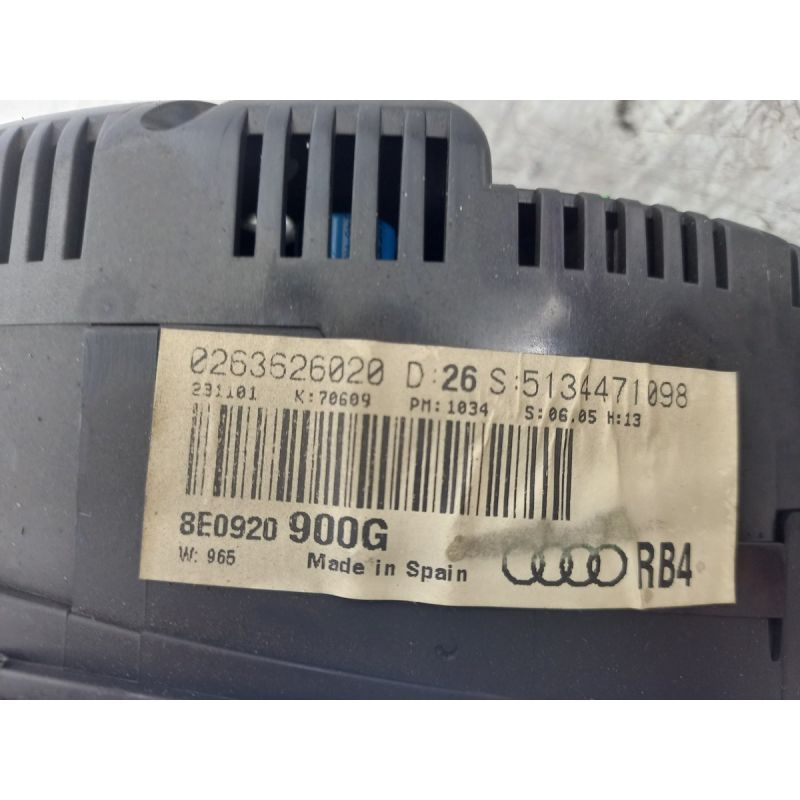 0263626020 D:26 S:5134471098
231101 K:70609 PM:1034 S:06.05 H:13
8E0920 900G
W: 965 Made in Spain RB4